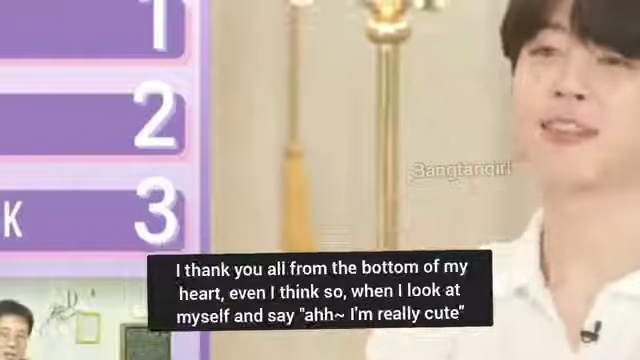 1
2
K 3
Bangtangirl
I thank you all from the bottom of my
heart, even I think so, when I look at
myself and say "ahh~ I'm really cute"